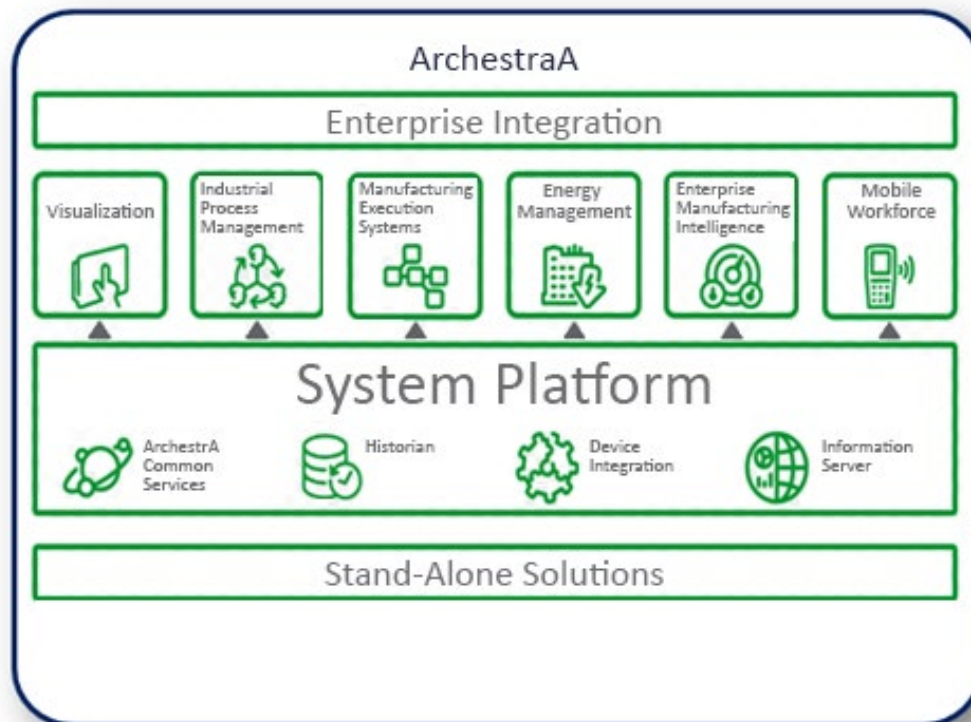 ArchestraA
Enterprise Integration
Visualization
Industrial
Process
Management
Manufacturing
Execution
Systems
Energy
Management
Enterprise
Manufacturing
Intelligence
Mobile
Workforce
System Platform
ArchestrA
Common
Services
Historian
Device
Integration
Information
Server
Stand-Alone Solutions